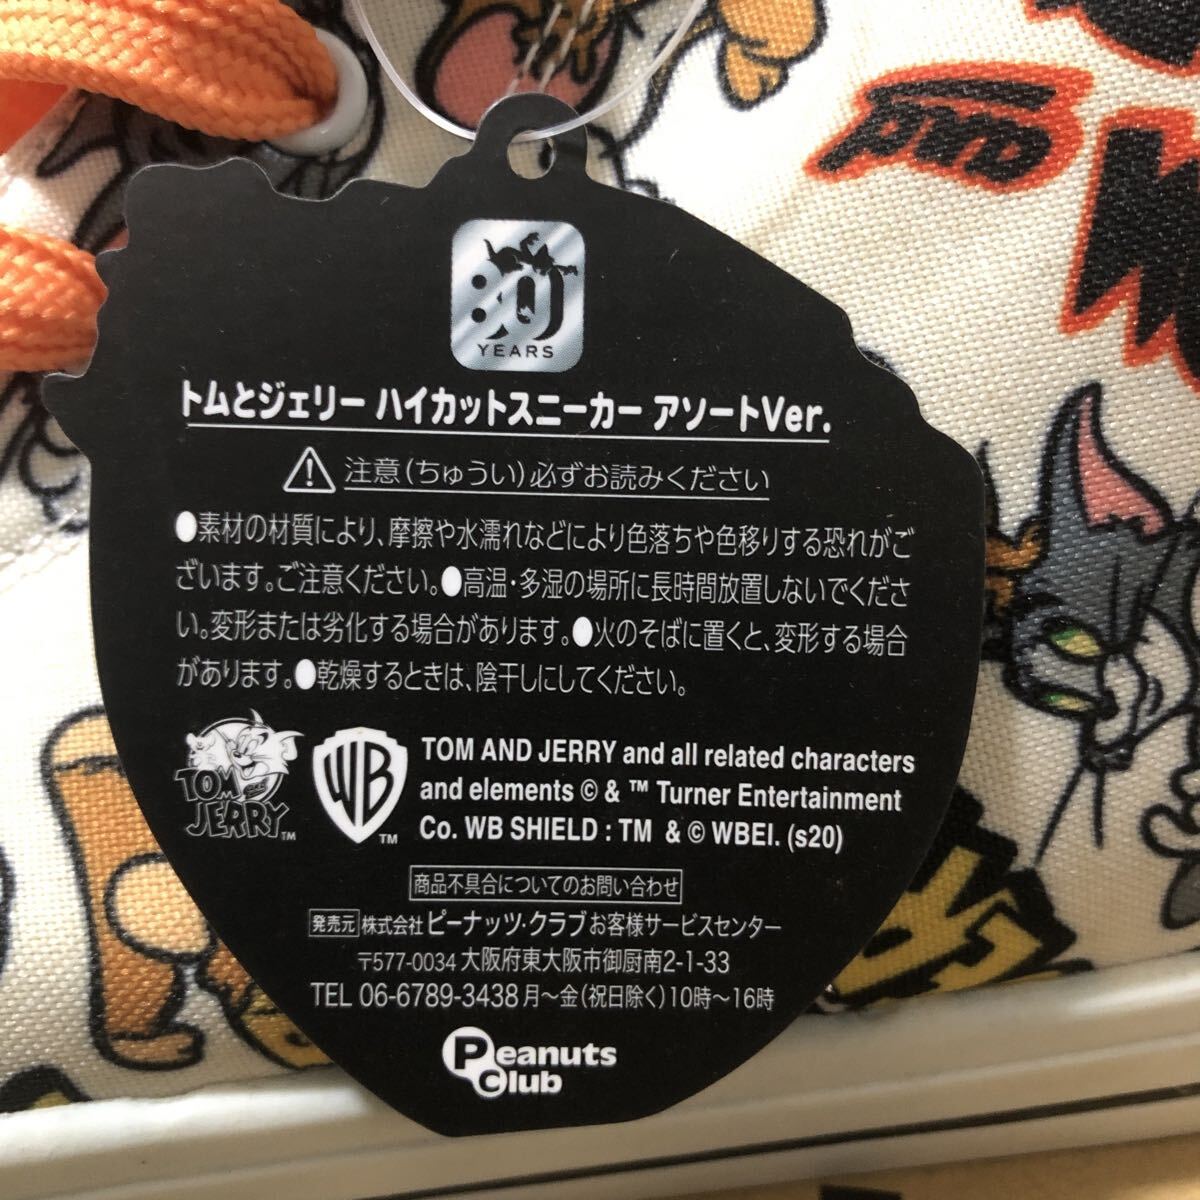 AND
80
YEARS
トムとジェリー ハイカットスニーカー アソートVer.
注意（ちゅうい）必ずお読みください
●素材の材質により、摩擦や水濡れなどにより色落ちや色移りする恐れがご
ざいます。ご注意ください。●高温・多湿の場所に長時間放置しないでくださ
い。変形または劣化する場合があります。●火のそばに置くと、変形する場合
があります。●乾燥するときは、陰干しにしてください。
TOM AND JERRY TM
WB TM
TOM AND JERRY and all related characters
and elements © & ™ Turner Entertainment
Co. WB SHIELD : TM & © WBEI. (s20)
商品不具合についてのお問い合わせ
発売元 株式会社 ピーナッツ・クラブお客様サービスセンター
〒577-0034 大阪府東大阪市御厨南2-1-33
TEL 06-6789-3438 月～金（祝日除く）10時～16時
Peanuts
Club